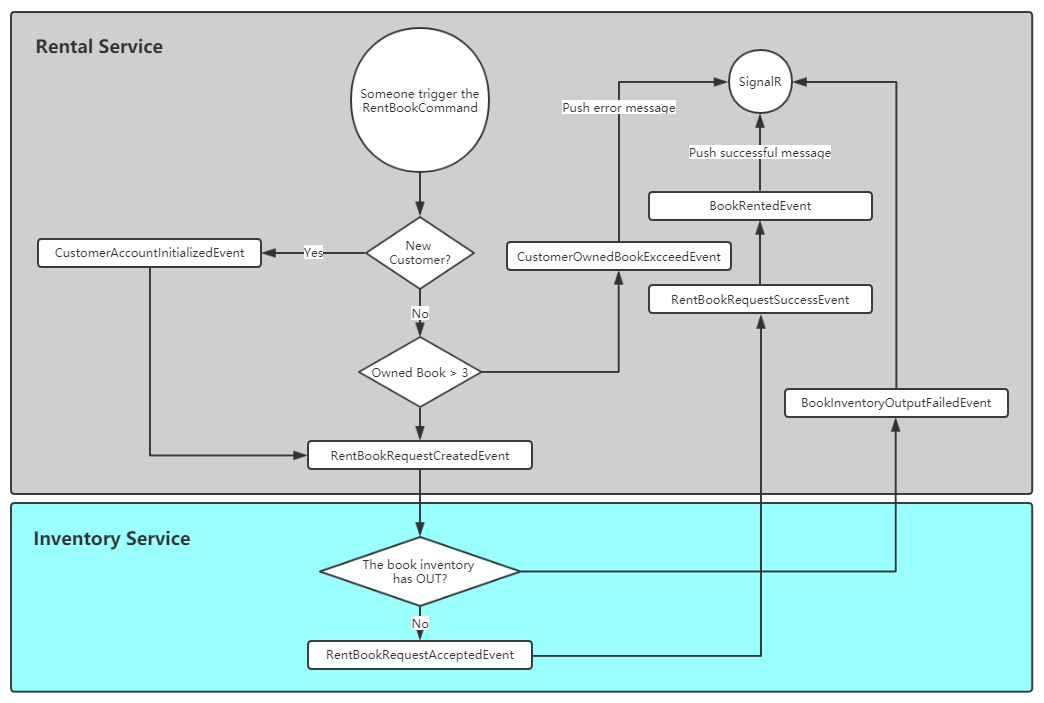 Rental Service
Someone trigger the
RentBookCommand
SignalR
Push error message
Push successful message
BookRentedEvent
New
Customer?
Yes
CustomerAccountInitializedEvent
CustomerOwnedBookExcceedEvent
RentBookRequestSuccessEvent
No
Owned Book > 3
BookInventoryOutputFailedEvent
RentBookRequestCreatedEvent
Inventory Service
The book inventory
has OUT?
No
RentBookRequestAcceptedEvent